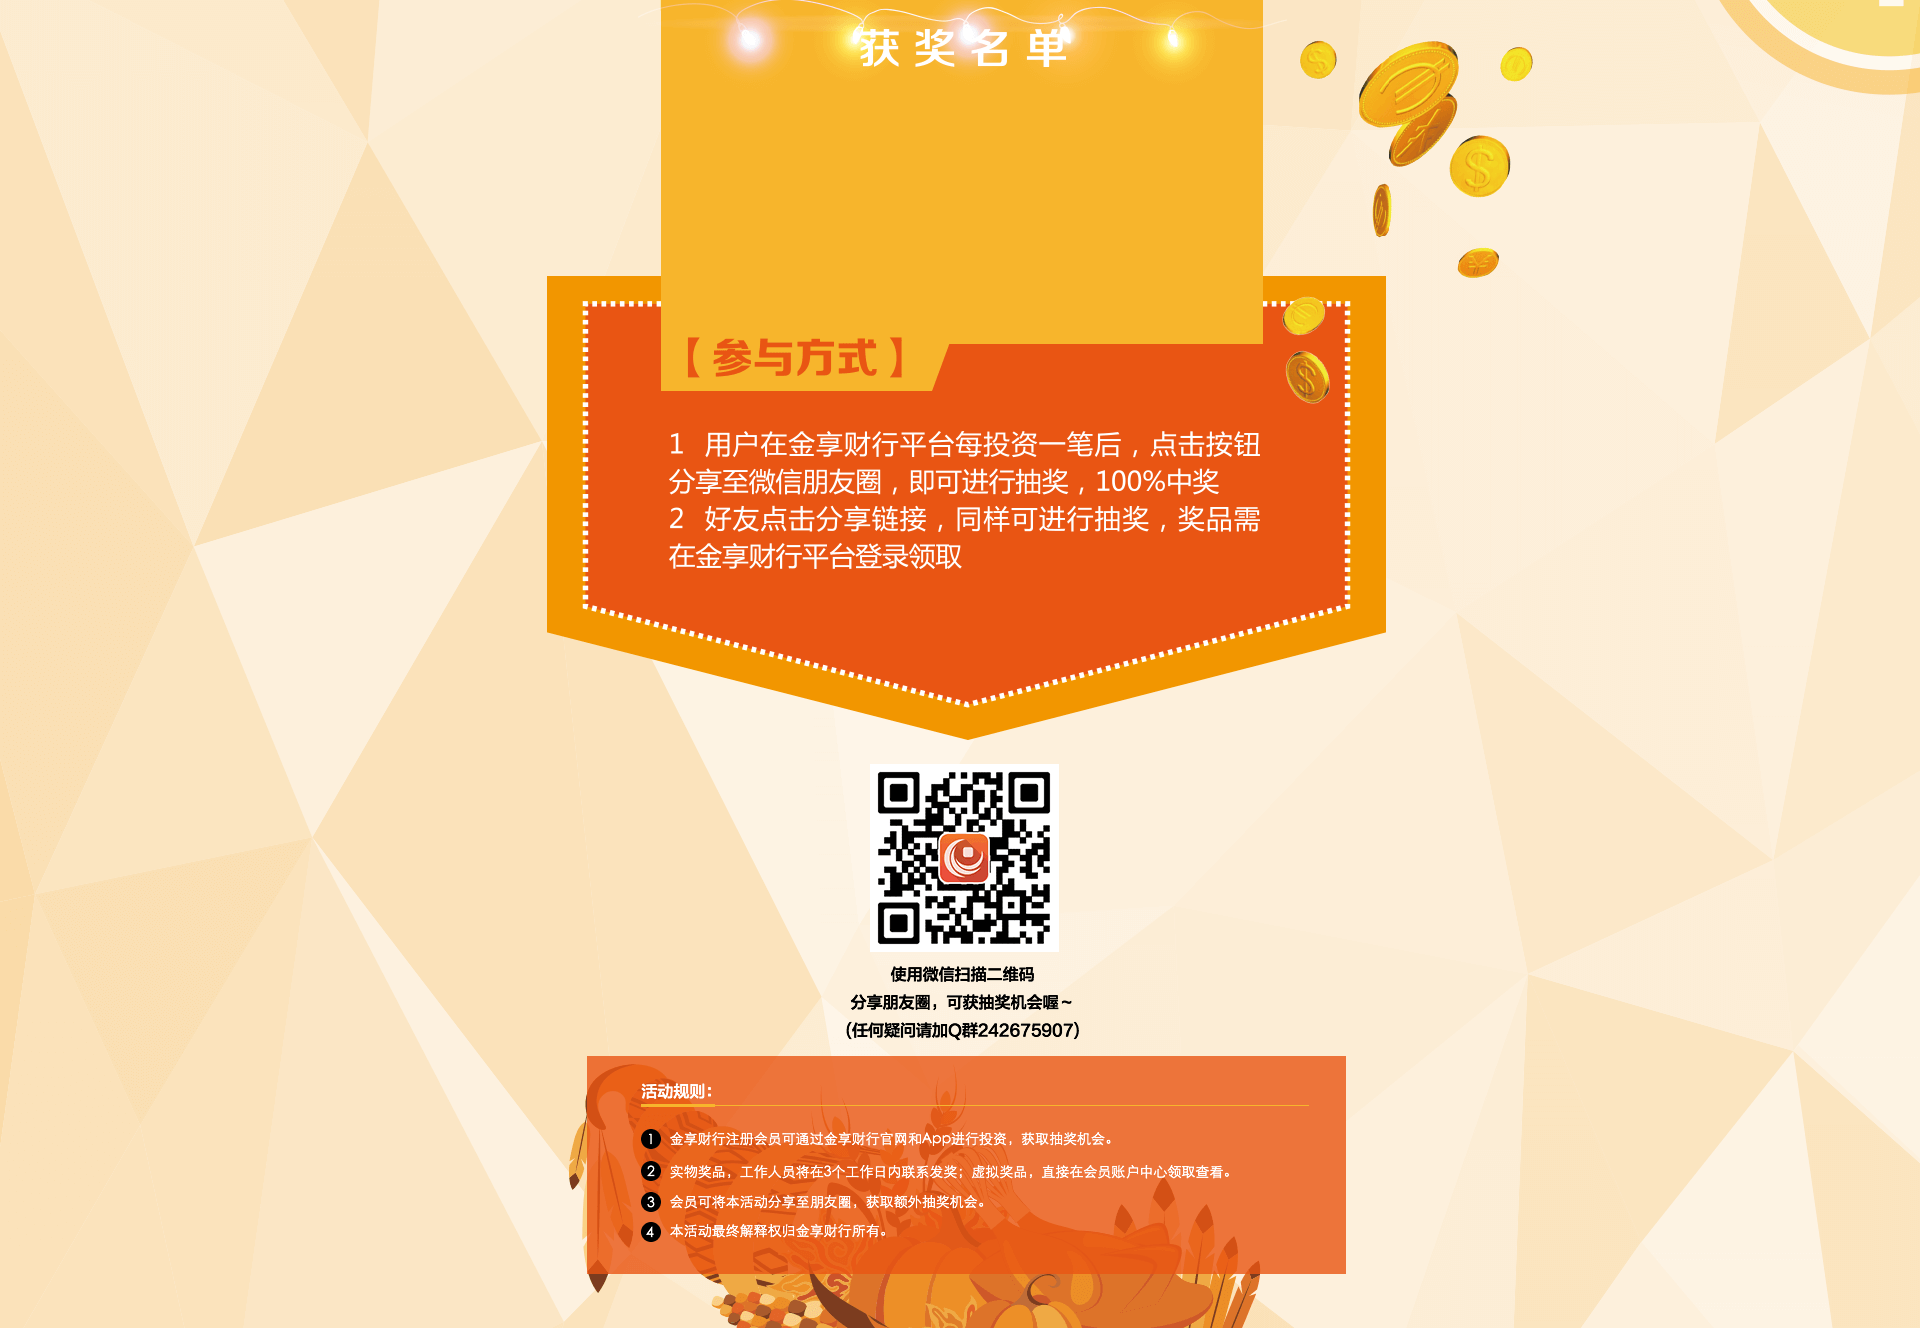 获奖名单
【参与方式】
1 用户在金享财行平台每投资一笔后，点击按钮
分享至微信朋友圈，即可进行抽奖，100%中奖
2 好友点击分享链接，同样可进行抽奖，奖品需
在金享财行平台登录领取
使用微信扫描二维码
分享朋友圈，可获抽奖机会喔～
（任何疑问请加Q群242675907）
活动规则：
1 金享财行注册会员可通过金享财行官网和App进行投资，获取抽奖机会。
2 实物奖品，工作人员将在3个工作日内联系发奖；虚拟奖品，直接在会员账户中心领取查看。
3 会员可将本活动分享至朋友圈，获取额外抽奖机会。
4 本活动最终解释权归金享财行所有。